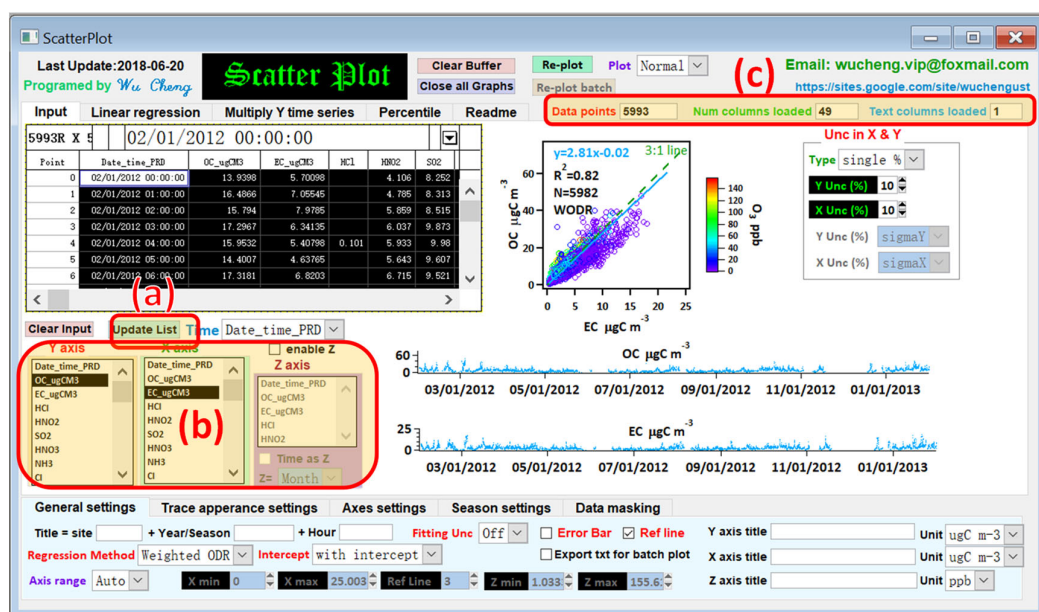 ScatterPlot
Last Update:2018-06-20
Programed by Wu Cheng
Scatter Plot
Clear Buffer
Close all Graphs
Re-plot Plot Normal
Re-plot batch
(c)
Email: wucheng.vip@foxmail.com
https://sites.google.com/site/wuchengust
Input Linear regression Multiply Y time series Percentile Readme
Data points 5993 Num columns loaded 49 Text columns loaded 1
5993R X 5 02/01/2012 00:00:00
Point Date_time_PRD OC_ugCM3 EC_ugCM3 HCl HNO2 SO2
0 02/01/2012 00:00:00 13.9398 5.70098 4.106 8.252
1 02/01/2012 01:00:00 16.4866 7.05545 4.785 8.313
2 02/01/2012 02:00:00 15.794 7.9785 5.859 8.515
3 02/01/2012 03:00:00 17.2967 6.34135 6.037 9.873
4 02/01/2012 04:00:00 15.9532 5.40798 0.101 5.933 9.98
5 02/01/2012 05:00:00 14.4007 4.63765 5.643 9.607
6 02/01/2012 06:00:00 17.3181 6.8203 6.715 9.521
y=2.81x-0.02 3:1 line
R2=0.82
N=5982
WODR
60
40
20
0
OC µgC m-3
0 5 10 15 20 25
EC µgC m-3
140
120
100
80
60
40
20
0
O3 ppb
Unc in X & Y
Type single %
Y Unc (%) 10
X Unc (%) 10
Y Unc (%) sigmaY
X Unc (%) sigmaX
(a)
Clear Input Update List Time Date_time_PRD
Y axis X axis enable Z
Z axis
Date_time_PRD
OC_ugCM3
EC_ugCM3
HCl
HNO2
SO2
HNO3
NH3
Cl
Date_time_PRD
OC_ugCM3
EC_ugCM3
HCl
HNO2
SO2
HNO3
NH3
Cl
Date_time_PRD
OC_ugCM3
EC_ugCM3
HCl
HNO2
Time as Z
Z= Month
(b)
OC µgC m-3
60
0
03/01/2012 05/01/2012 07/01/2012 09/01/2012 11/01/2012 01/01/2013
EC µgC m-3
25
0
03/01/2012 05/01/2012 07/01/2012 09/01/2012 11/01/2012 01/01/2013
General settings Trace apperance settings Axes settings Season settings Data masking
Title = site + Year/Season + Hour Fitting Unc Off Error Bar Ref line Y axis title Unit ugC m-3
Regression Method Weighted ODR Intercept with intercept Export txt for batch plot X axis title Unit ugC m-3
Axis range Auto X min 0 X max 25.003 Ref Line 3 Z min 1.033 Z max 155.6 Z axis title Unit ppb